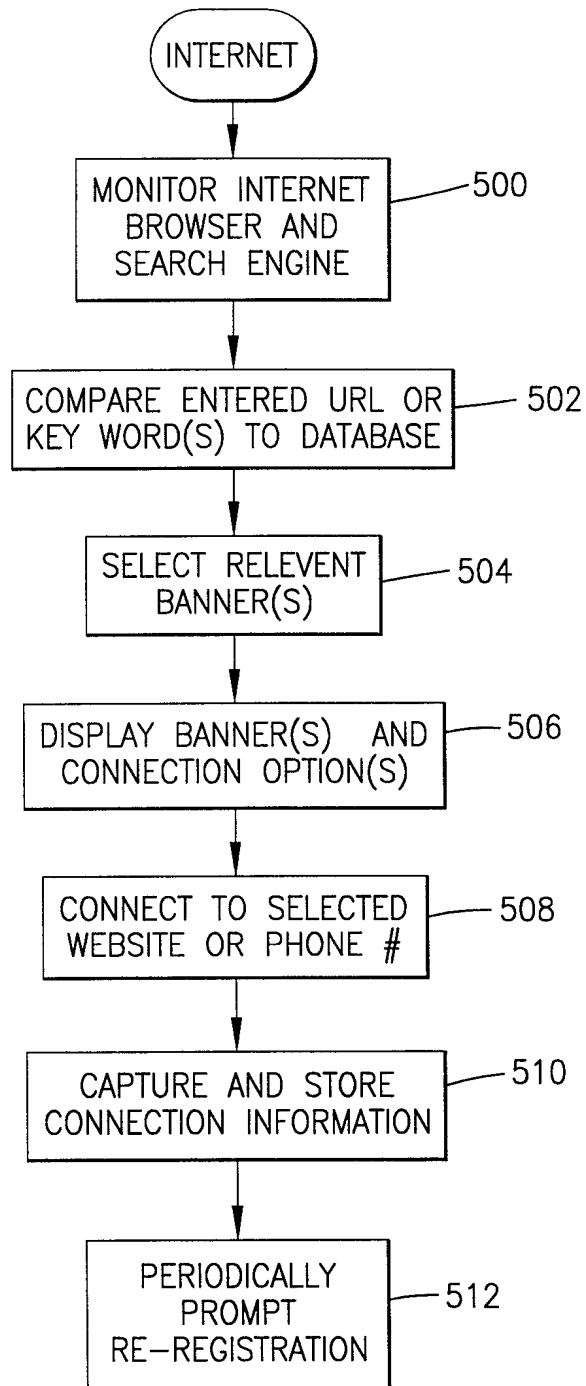 INTERNET
MONITOR INTERNET
BROWSER AND
SEARCH ENGINE
500
COMPARE ENTERED URL OR
KEY WORD(S) TO DATABASE
502
SELECT RELEVENT
BANNER(S)
504
DISPLAY BANNER(S) AND
CONNECTION OPTION(S)
506
CONNECT TO SELECTED
WEBSITE OR PHONE #
508
CAPTURE AND STORE
CONNECTION INFORMATION
510
PERIODICALLY
PROMPT
RE-REGISTRATION
512